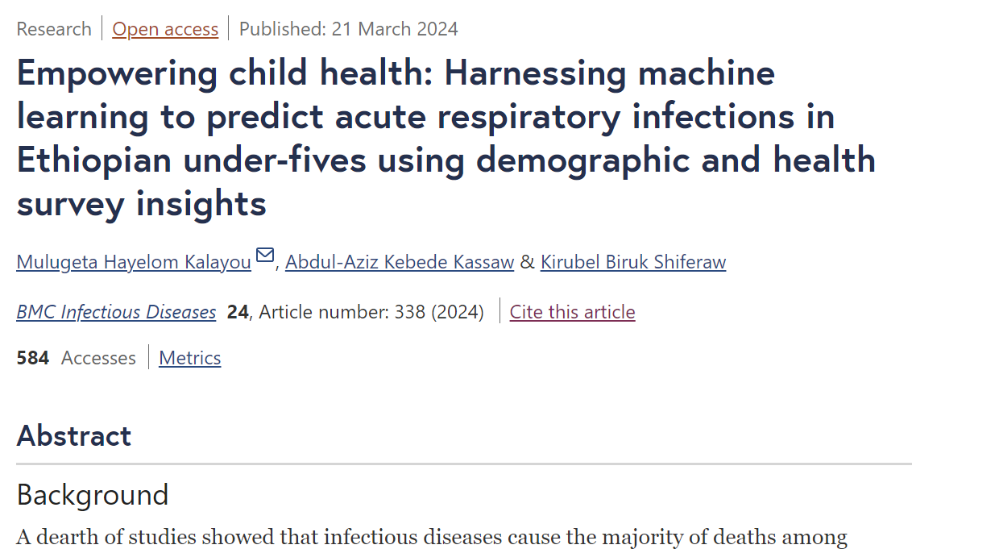 Research Open access Published: 21 March 2024
Empowering child health: Harnessing machine
learning to predict acute respiratory infections in
Ethiopian under-fives using demographic and health
survey insights
Mulugeta Hayelom Kalayou, Abdul-Aziz Kebede Kassaw & Kirubel Biruk Shiferaw
BMC Infectious Diseases 24, Article number: 338 (2024) Cite this article
584 Accesses Metrics
Abstract
Background
A dearth of studies showed that infectious diseases cause the majority of deaths among